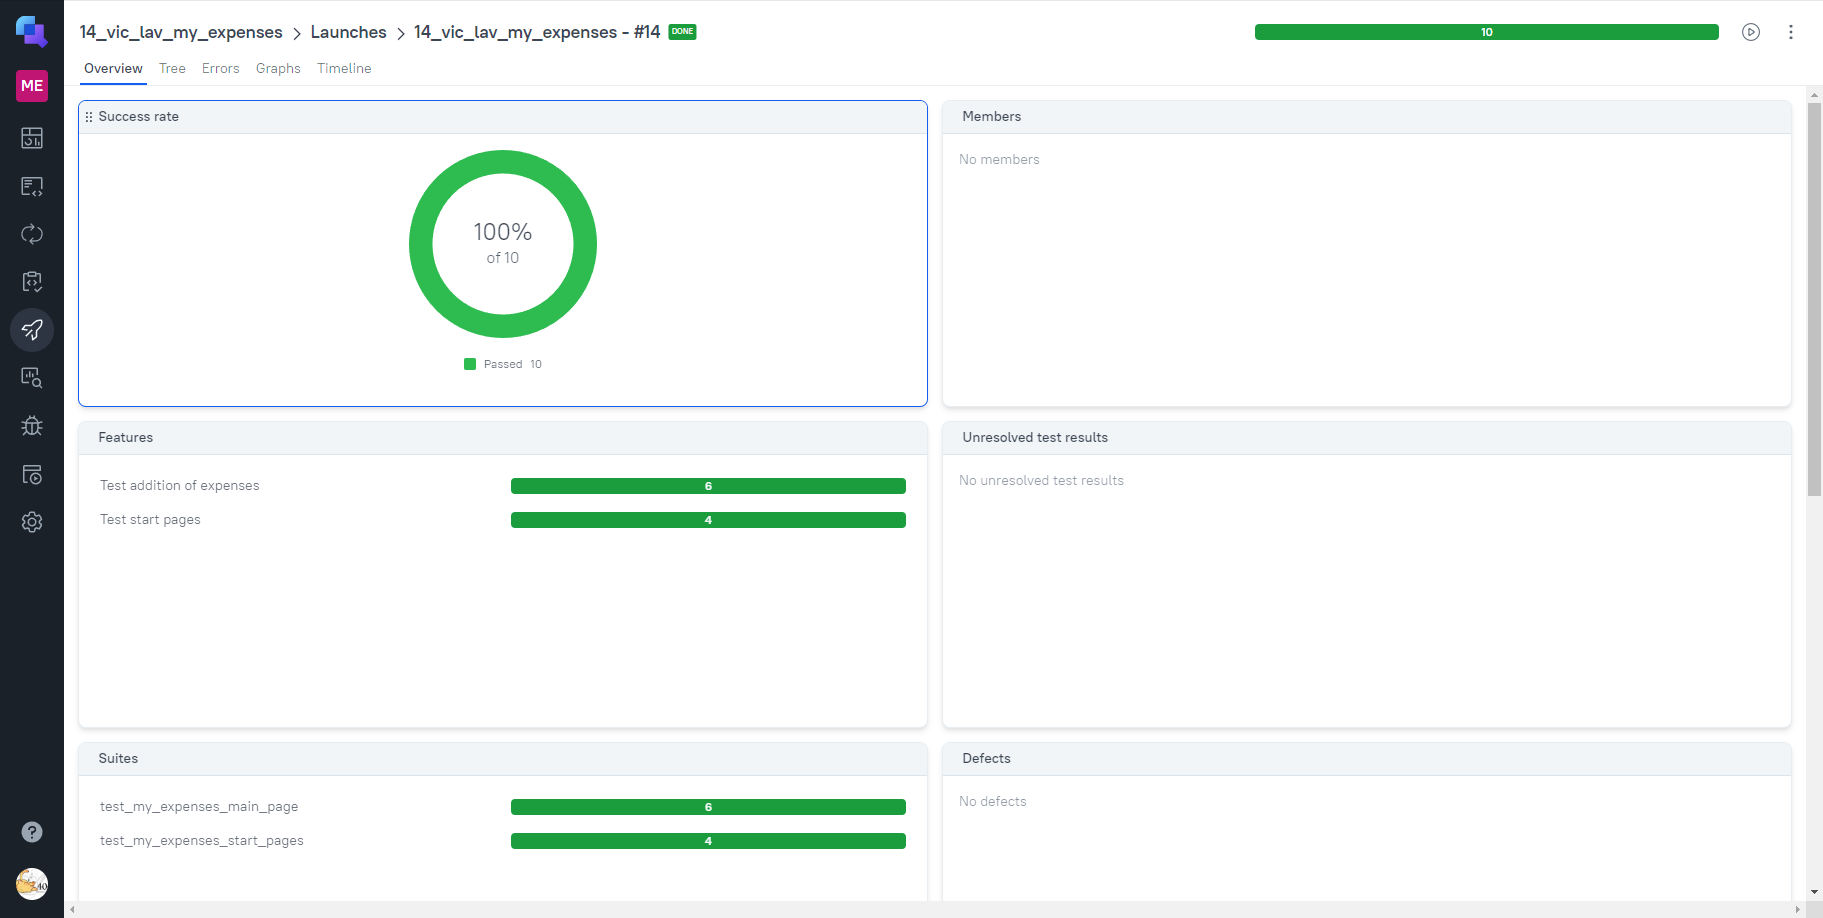 14_vic_lav_my_expenses > Launches > 14_vic_lav_my_expenses - #14 DONE
10
ME
Overview Tree Errors Graphs Timeline
Success rate
100%
of 10
Passed 10
Members
No members
Features
Test addition of expenses 6
Test start pages 4
Unresolved test results
No unresolved test results
Suites
test_my_expenses_main_page 6
test_my_expenses_start_pages 4
Defects
No defects
?
40